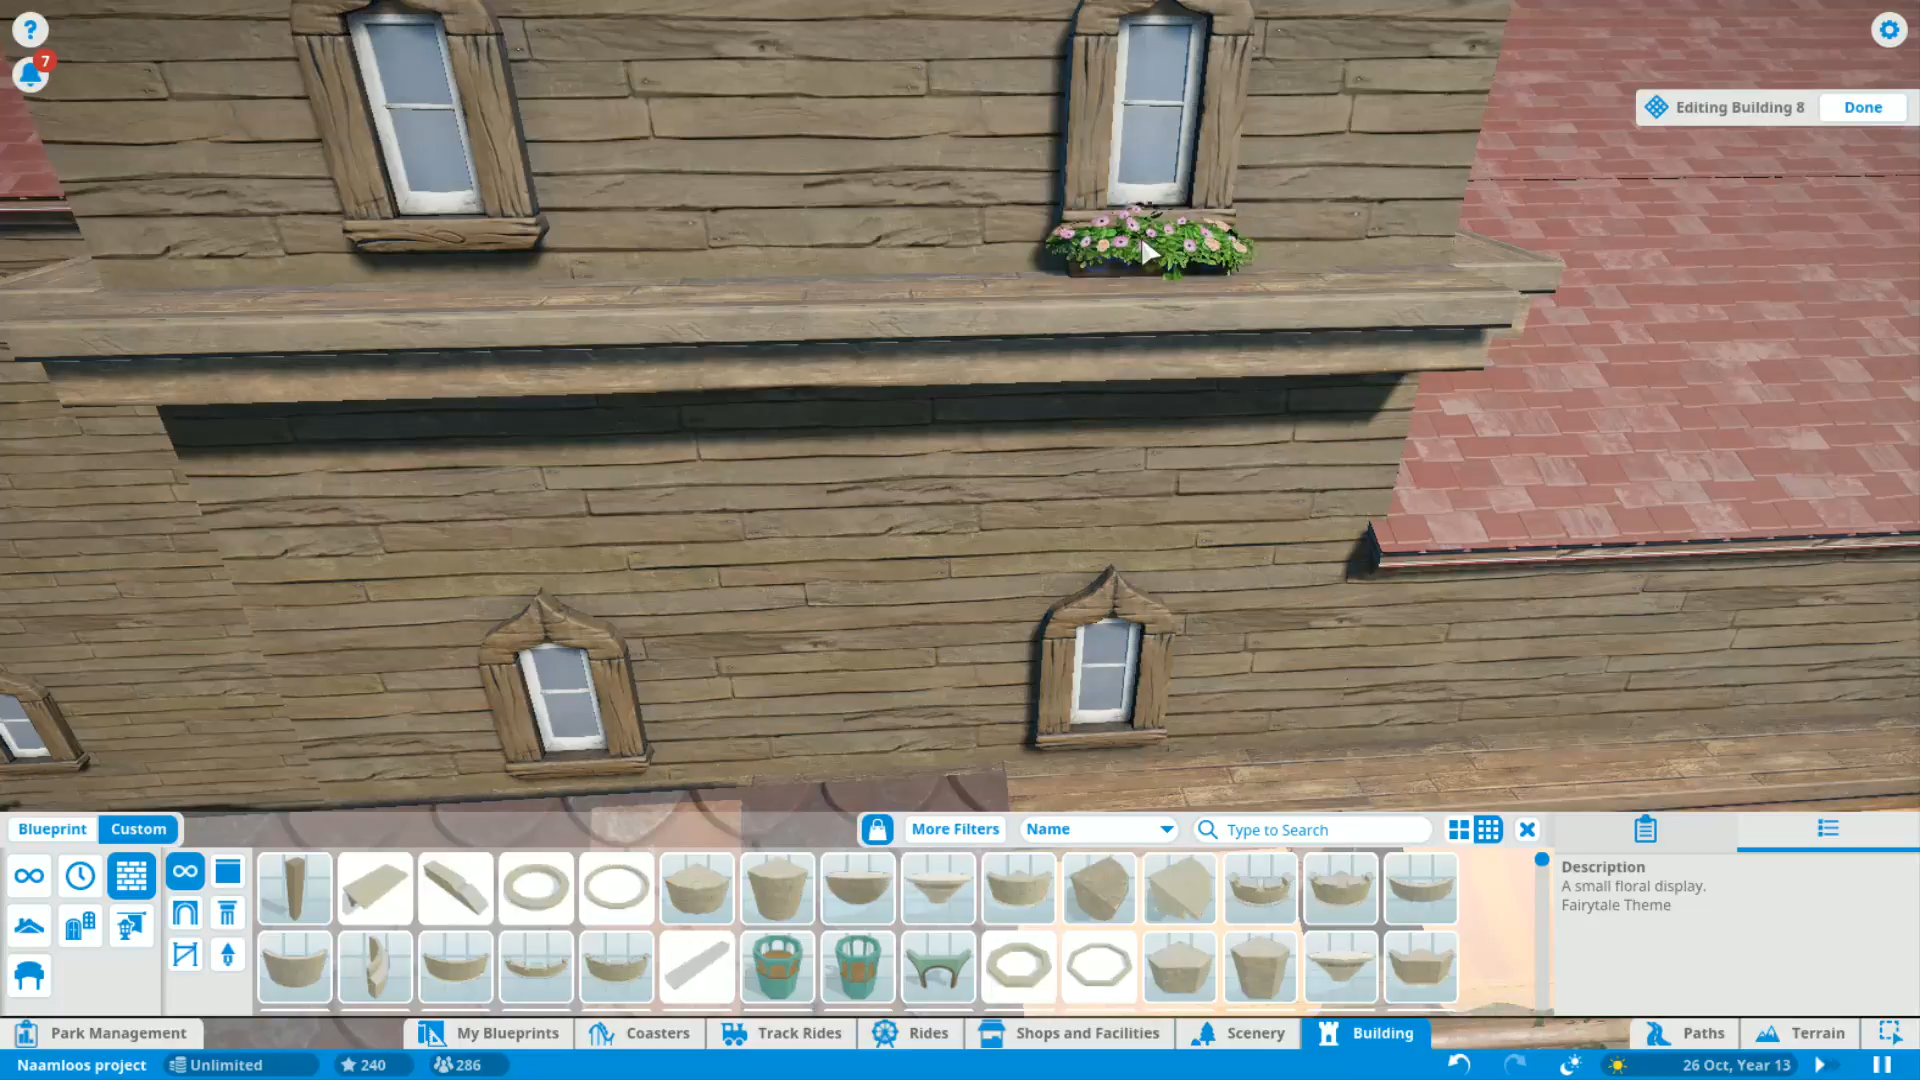 ?
7
Editing Building 8
Done
Blueprint
Custom
More Filters
Name
Type to Search
Description
A small floral display.
Fairytale Theme
Park Management
My Blueprints
Coasters
Track Rides
Rides
Shops and Facilities
Scenery
Building
Paths
Terrain
Naamloos project
Unlimited
240
286
26 Oct, Year 13